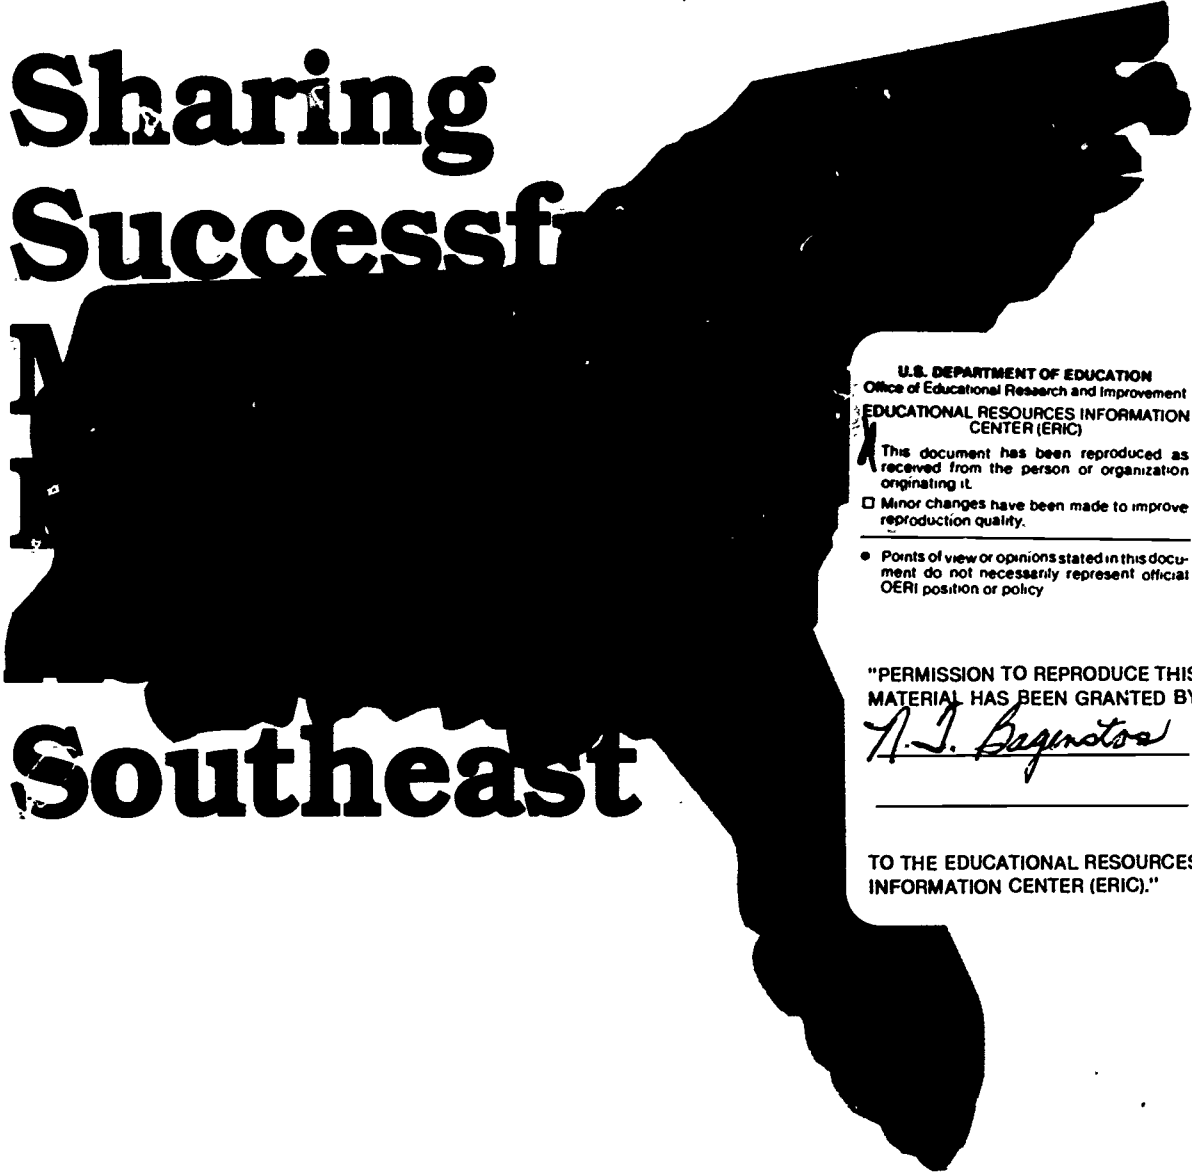 Sharing
Successf
M
Southeast
U.S. DEPARTMENT OF EDUCATION
Office of Educational Research and Improvement
EDUCATIONAL RESOURCES INFORMATION
CENTER (ERIC)
This document has been reproduced as
received from the person or organization
originating it.
□ Minor changes have been made to improve
reproduction quality.
● Points of view or opinions stated in this docu-
ment do not necessarily represent official
OERI position or policy
"PERMISSION TO REPRODUCE THIS
MATERIAL HAS BEEN GRANTED BY
N. T. Bagenstos
TO THE EDUCATIONAL RESOURCES
INFORMATION CENTER (ERIC)."